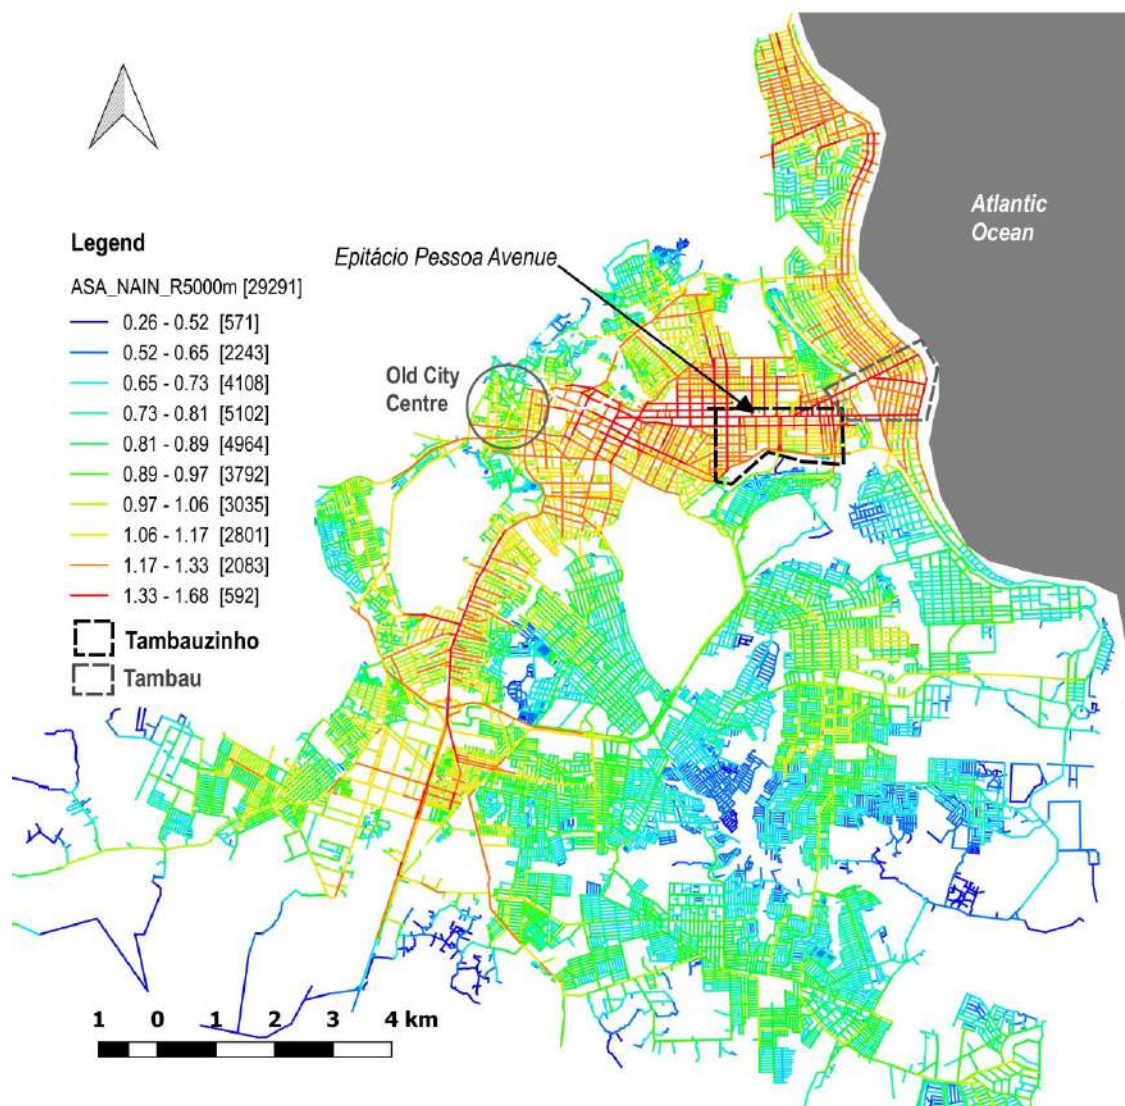 Atlantic
Ocean
Legend
Epitácio Pessoa Avenue
ASA_NAIN_R5000m [29291]
0.26 - 0.52 [571]
0.52 - 0.65 [2243]
0.65 - 0.73 [4108]
0.73 - 0.81 [5102]
0.81 - 0.89 [4964]
0.89 - 0.97 [3792]
0.97 - 1.06 [3035]
1.06 - 1.17 [2801]
1.17 - 1.33 [2083]
1.33 - 1.68 [592]
Old City
Centre
Tambauzinho
Tambau
1 0 1 2 3 4 km